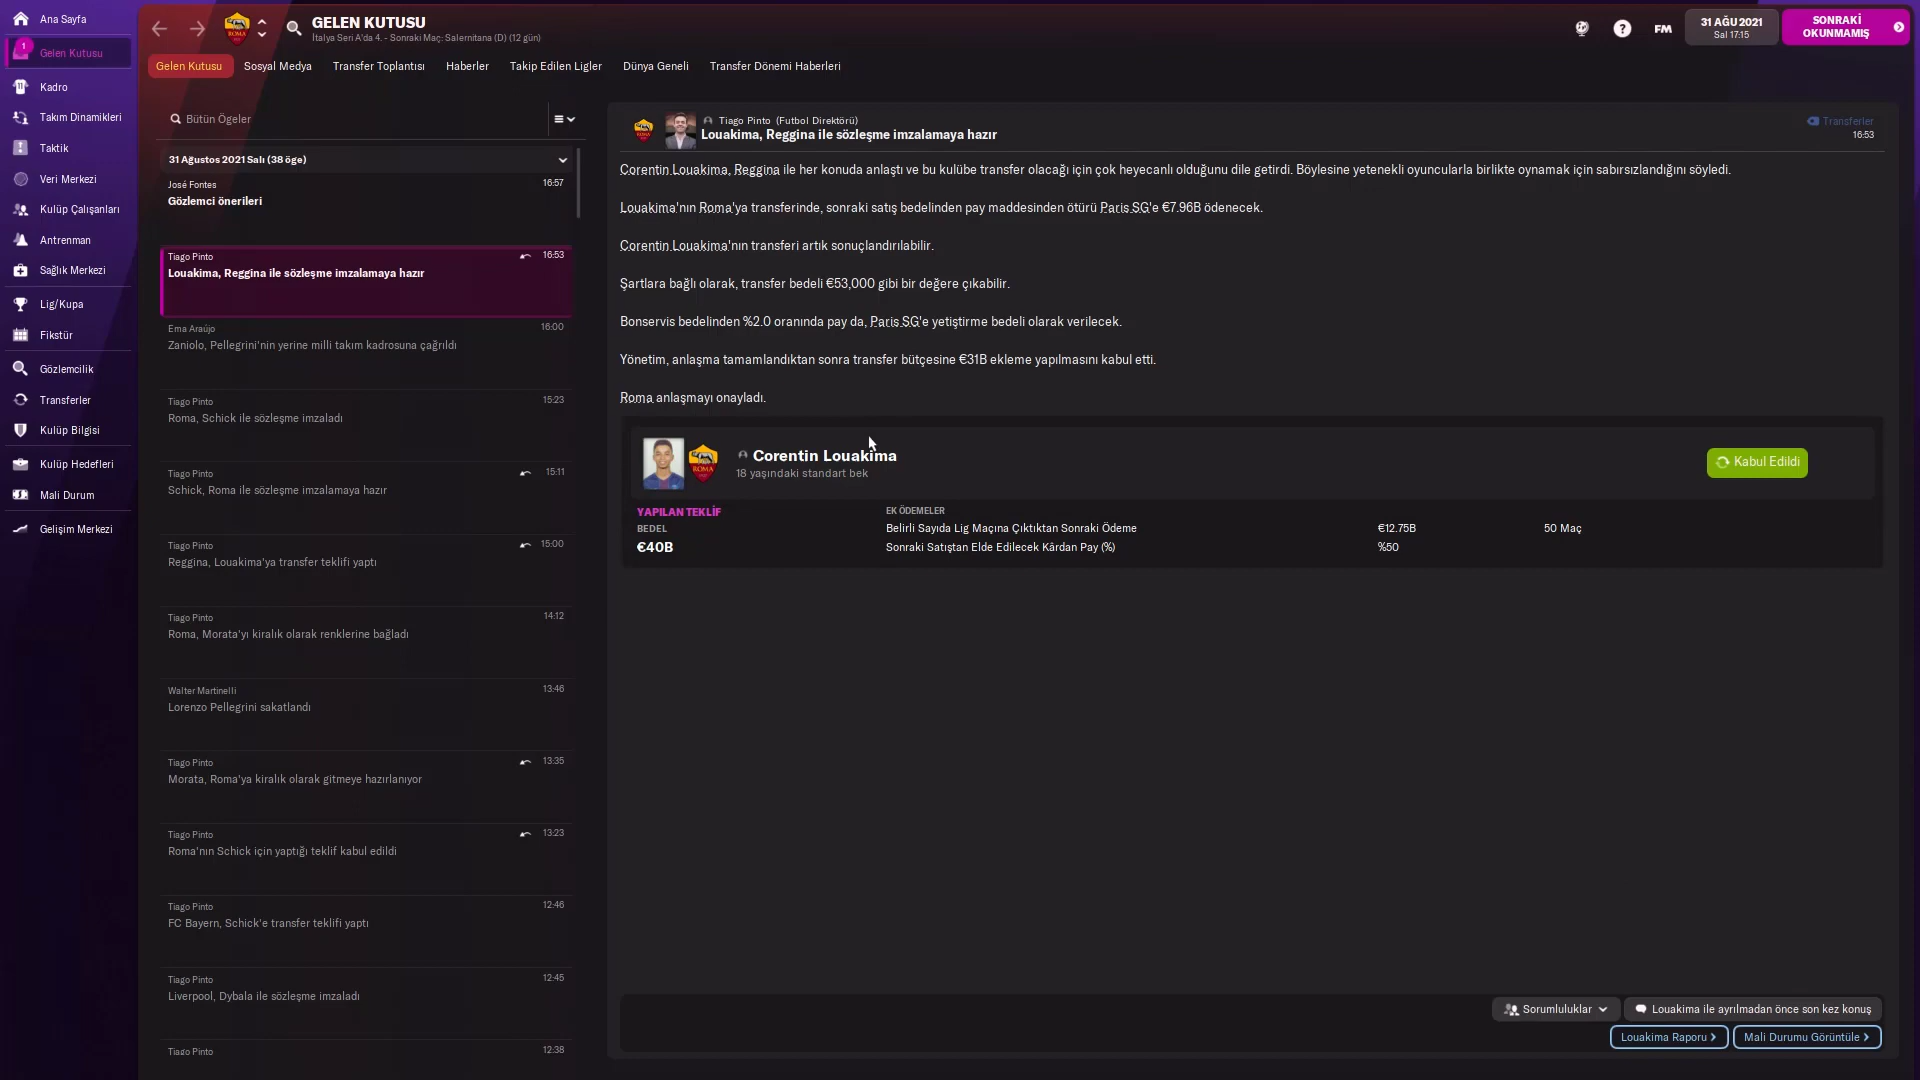 Ana Sayfa
1
Gelen Kutusu
Kadro
Takım Dinamikleri
Taktik
Veri Merkezi
Kulüp Çalışanları
Antrenman
Sağlık Merkezi
Lig/Kupa
Fikstür
Gözlemcilik
Transferler
Kulüp Bilgisi
Kulüp Hedefleri
Mali Durum
Gelişim Merkezi
GELEN KUTUSU
İtalya Seri A'da 4. - Sonraki Maç: Salernitana (D) (12 gün)
FM
31 AĞU 2021
Sal 17:15
SONRAKİ
OKUNMAMIŞ
Gelen Kutusu Sosyal Medya Transfer Toplantısı Haberler Takip Edilen Ligler Dünya Geneli Transfer Dönemi Haberleri
Bütün Ögeler
31 Ağustos 2021 Salı (38 öge)
José Fontes 16:57
Gözlemci önerileri
Tiago Pinto 16:53
Louakima, Reggina ile sözleşme imzalamaya hazır
Ema Araújo 16:00
Zaniolo, Pellegrini'nin yerine milli takım kadrosuna çağrıldı
Tiago Pinto 15:23
Roma, Schick ile sözleşme imzaladı
Tiago Pinto 15:11
Schick, Roma ile sözleşme imzalamaya hazır
Tiago Pinto 15:00
Reggina, Louakima'ya transfer teklifi yaptı
Tiago Pinto 14:12
Roma, Morata'yı kiralık olarak renklerine bağladı
Walter Martinelli 13:46
Lorenzo Pellegrini sakatlandı
Tiago Pinto 13:35
Morata, Roma'ya kiralık olarak gitmeye hazırlanıyor
Tiago Pinto 13:23
Roma'nın Schick için yaptığı teklif kabul edildi
Tiago Pinto 12:46
FC Bayern, Schick'e transfer teklifi yaptı
Tiago Pinto 12:45
Liverpool, Dybala ile sözleşme imzaladı
Tiago Pinto 12:38
Tiago Pinto (Futbol Direktörü)
Louakima, Reggina ile sözleşme imzalamaya hazır
Transferler
16:53
Corentin Louakima, Reggina ile her konuda anlaştı ve bu kulübe transfer olacağı için çok heyecanlı olduğunu dile getirdi. Böylesine yetenekli oyuncularla birlikte oynamak için sabırsızlandığını söyledi.
Louakima'nın Roma'ya transferinde, sonraki satış bedelinden pay maddesinden ötürü Paris SG'e €7.96B ödenecek.
Corentin Louakima'nın transferi artık sonuçlandırılabilir.
Şartlara bağlı olarak, transfer bedeli €53,000 gibi bir değere çıkabilir.
Bonservis bedelinden %2.0 oranında pay da, Paris SG'e yetiştirme bedeli olarak verilecek.
Yönetim, anlaşma tamamlandıktan sonra transfer bütçesine €31B ekleme yapılmasını kabul etti.
Roma anlaşmayı onayladı.
ROMA
Corentin Louakima
18 yaşındaki standart bek
Kabul Edildi
YAPILAN TEKLİF
BEDEL
€40B
EK ÖDEMELER
Belirli Sayıda Lig Maçına Çıktıktan Sonraki Ödeme €12.75B 50 Maç
Sonraki Satıştan Elde Edilecek Kârdan Pay (%) %50
Sorumluluklar
Louakima ile ayrılmadan önce son kez konuş
Louakima Raporu
Mali Durumu Görüntüle